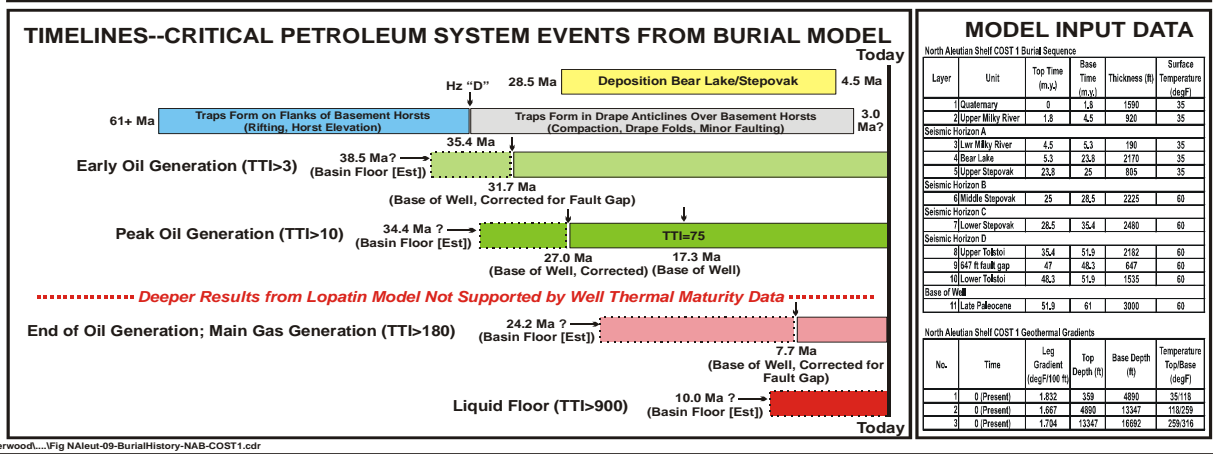 TIMELINES--CRITICAL PETROLEUM SYSTEM EVENTS FROM BURIAL MODEL
Today
Hz “D”
28.5 Ma
Deposition Bear Lake/Stepovak
4.5 Ma
61+ Ma
Traps Form on Flanks of Basement Horsts
(Rifting, Horst Elevation)
Traps Form in Drape Anticlines Over Basement Horsts
(Compaction, Drape Folds, Minor Faulting)
3.0
Ma?
35.4 Ma
Early Oil Generation (TTI>3)
38.5 Ma?
(Basin Floor [Est])
31.7 Ma
(Base of Well, Corrected for Fault Gap)
Peak Oil Generation (TTI>10)
34.4 Ma ?
(Basin Floor [Est])
TTI=75
27.0 Ma
(Base of Well, Corrected)
17.3 Ma
(Base of Well)
Deeper Results from Lopatin Model Not Supported by Well Thermal Maturity Data
End of Oil Generation; Main Gas Generation (TTI>180)
24.2 Ma ?
(Basin Floor [Est])
7.7 Ma
(Base of Well, Corrected for
Fault Gap)
Liquid Floor (TTI>900)
10.0 Ma ?
(Basin Floor [Est])
Today
erwood\....\Fig NAleut-09-BurialHistory-NAB-COST1.cdr
MODEL INPUT DATA
North Aleutian Shelf COST 1 Burial Sequence
Layer Unit Top Time (m.y.) Base Time (m.y.) Thickness (ft) Surface Temperature (degF)
1 Quaternary 0 1.8 1590 35
2 Upper Milky River 1.8 4.5 920 35
Seismic Horizon A
3 Lwr Milky River 4.5 5.3 190 35
4 Bear Lake 5.3 23.8 2170 35
5 Upper Stepovak 23.8 25 805 35
Seismic Horizon B
6 Middle Stepovak 25 28.5 2225 60
Seismic Horizon C
7 Lower Stepovak 28.5 35.4 2480 60
Seismic Horizon D
8 Upper Tolstoi 35.4 51.9 2182 60
9 647 ft fault gap 47 48.3 647 60
10 Lower Tolstoi 48.3 51.9 1535 60
Base of Well
11 Late Paleocene 51.9 61 3000 60
North Aleutian Shelf COST 1 Geothermal Gradients
No. Time Leg Gradient (degF/100 ft) Top Depth (ft) Base Depth (ft) Temperature Top/Base (degF)
1 0 (Present) 1.832 359 4890 35/118
2 0 (Present) 1.667 4890 13347 118/259
3 0 (Present) 1.704 13347 16692 259/316